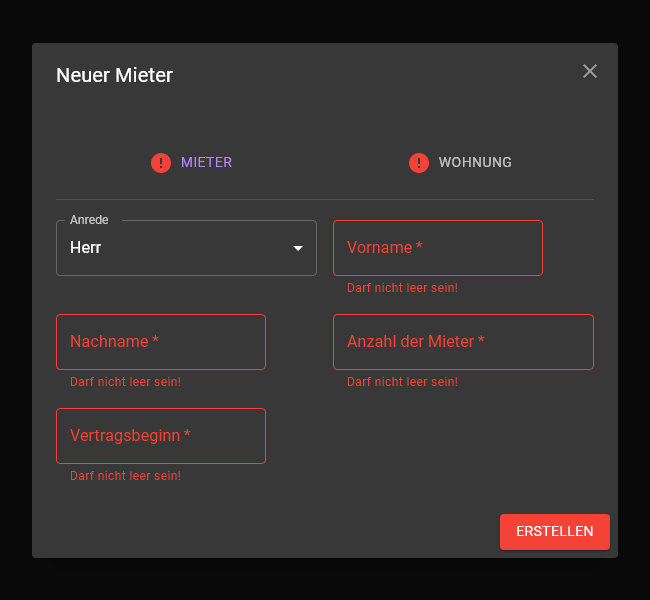 Neuer Mieter
MIETER
WOHNUNG
Anrede
Herr
Vorname *
Darf nicht leer sein!
Nachname *
Anzahl der Mieter *
Darf nicht leer sein!
Darf nicht leer sein!
Vertragsbeginn *
Darf nicht leer sein!
ERSTELLEN